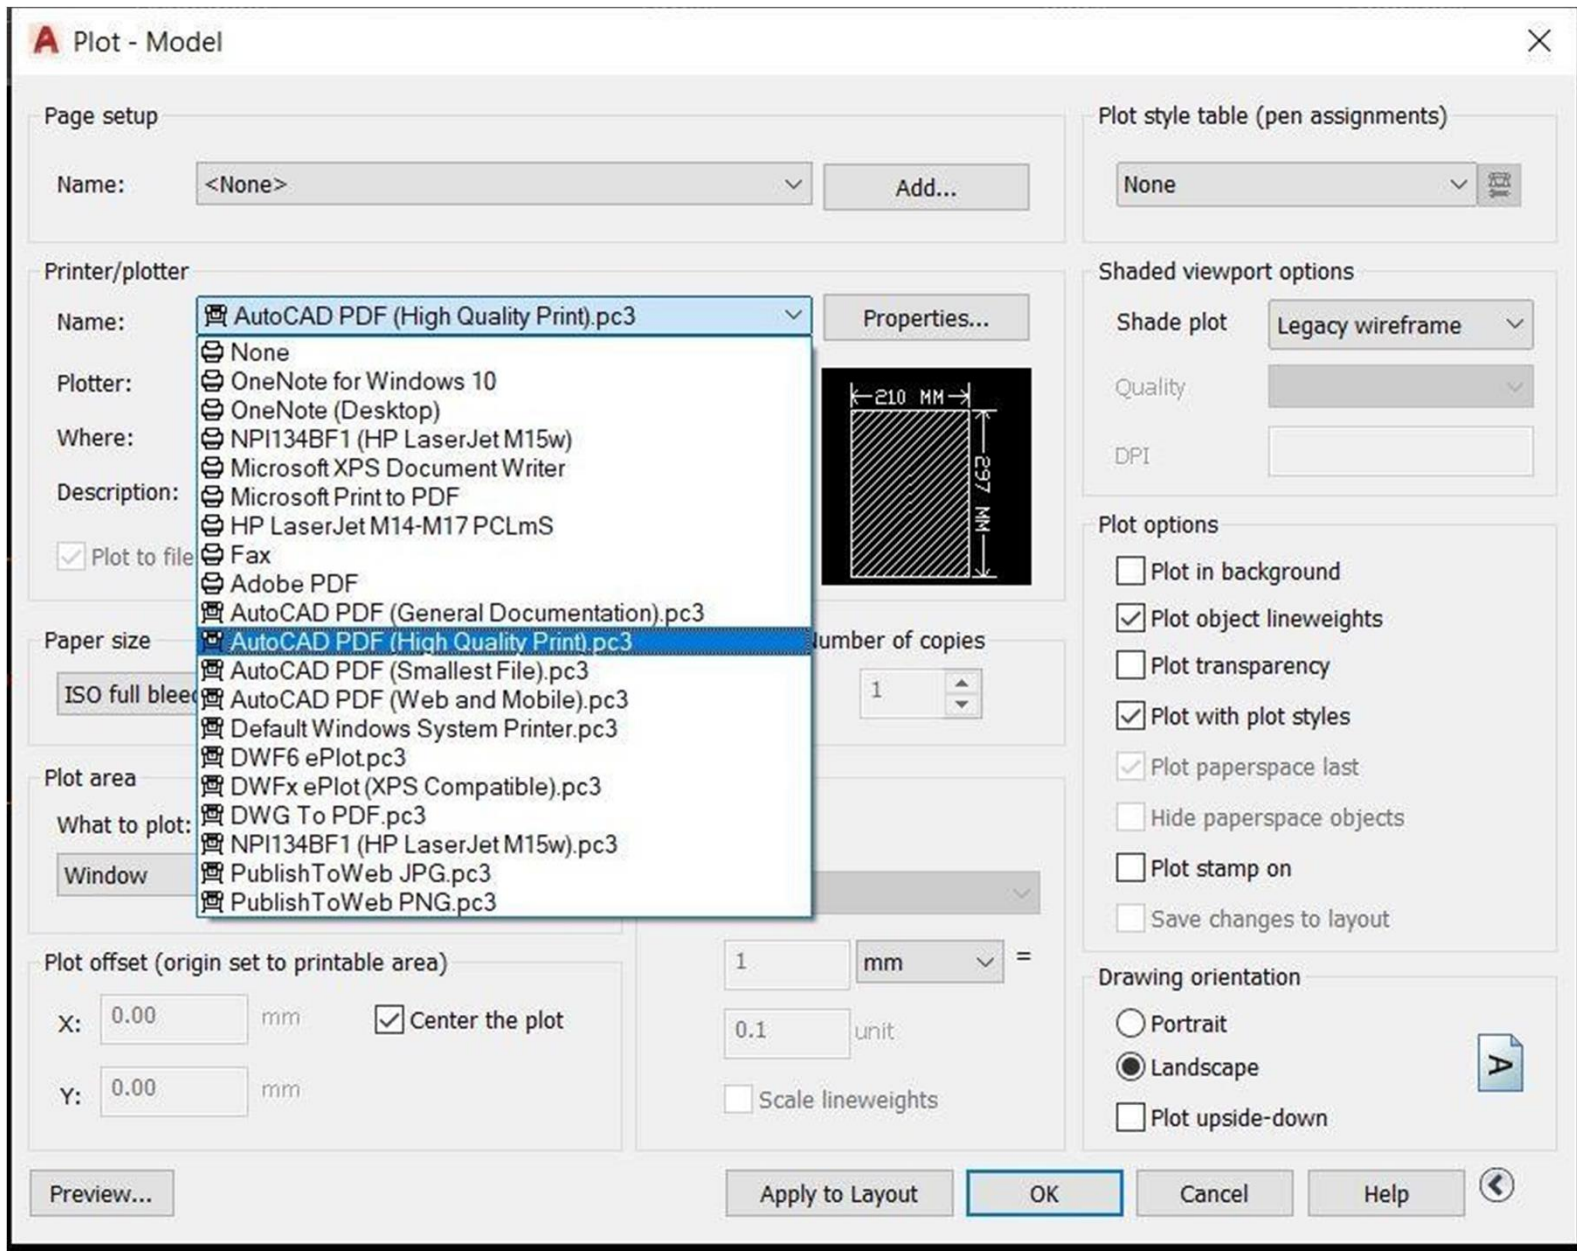 Plot - Model
Page setup
Name:
<None>
Add...
Plot style table (pen assignments)
None
Printer/plotter
Name:
AutoCAD PDF (High Quality Print).pc3
Properties...
None
OneNote for Windows 10
OneNote (Desktop)
NPI134BF1 (HP LaserJet M15w)
Microsoft XPS Document Writer
Microsoft Print to PDF
HP LaserJet M14-M17 PCLmS
Fax
Adobe PDF
AutoCAD PDF (General Documentation).pc3
AutoCAD PDF (High Quality Print).pc3
AutoCAD PDF (Smallest File).pc3
AutoCAD PDF (Web and Mobile).pc3
Default Windows System Printer.pc3
DWF6 ePlot.pc3
DWFx ePlot (XPS Compatible).pc3
DWG To PDF.pc3
NPI134BF1 (HP LaserJet M15w).pc3
PublishToWeb JPG.pc3
PublishToWeb PNG.pc3
Plotter:
Where:
Description:
Plot to file
210 MM
297 MM
Paper size
ISO full
Number of copies
1
Plot area
What to plot:
Window
Plot offset (origin set to printable area)
X: 0.00 mm
Center the plot
Y: 0.00 mm
1 mm =
0.1 unit
Scale lineweights
Shaded viewport options
Shade plot Legacy wireframe
Quality
DPI
Plot options
Plot in background
Plot object lineweights
Plot transparency
Plot with plot styles
Plot paperspace last
Hide paperspace objects
Plot stamp on
Save changes to layout
Drawing orientation
Portrait
Landscape
A
Plot upside-down
Preview...
Apply to Layout
OK
Cancel
Help